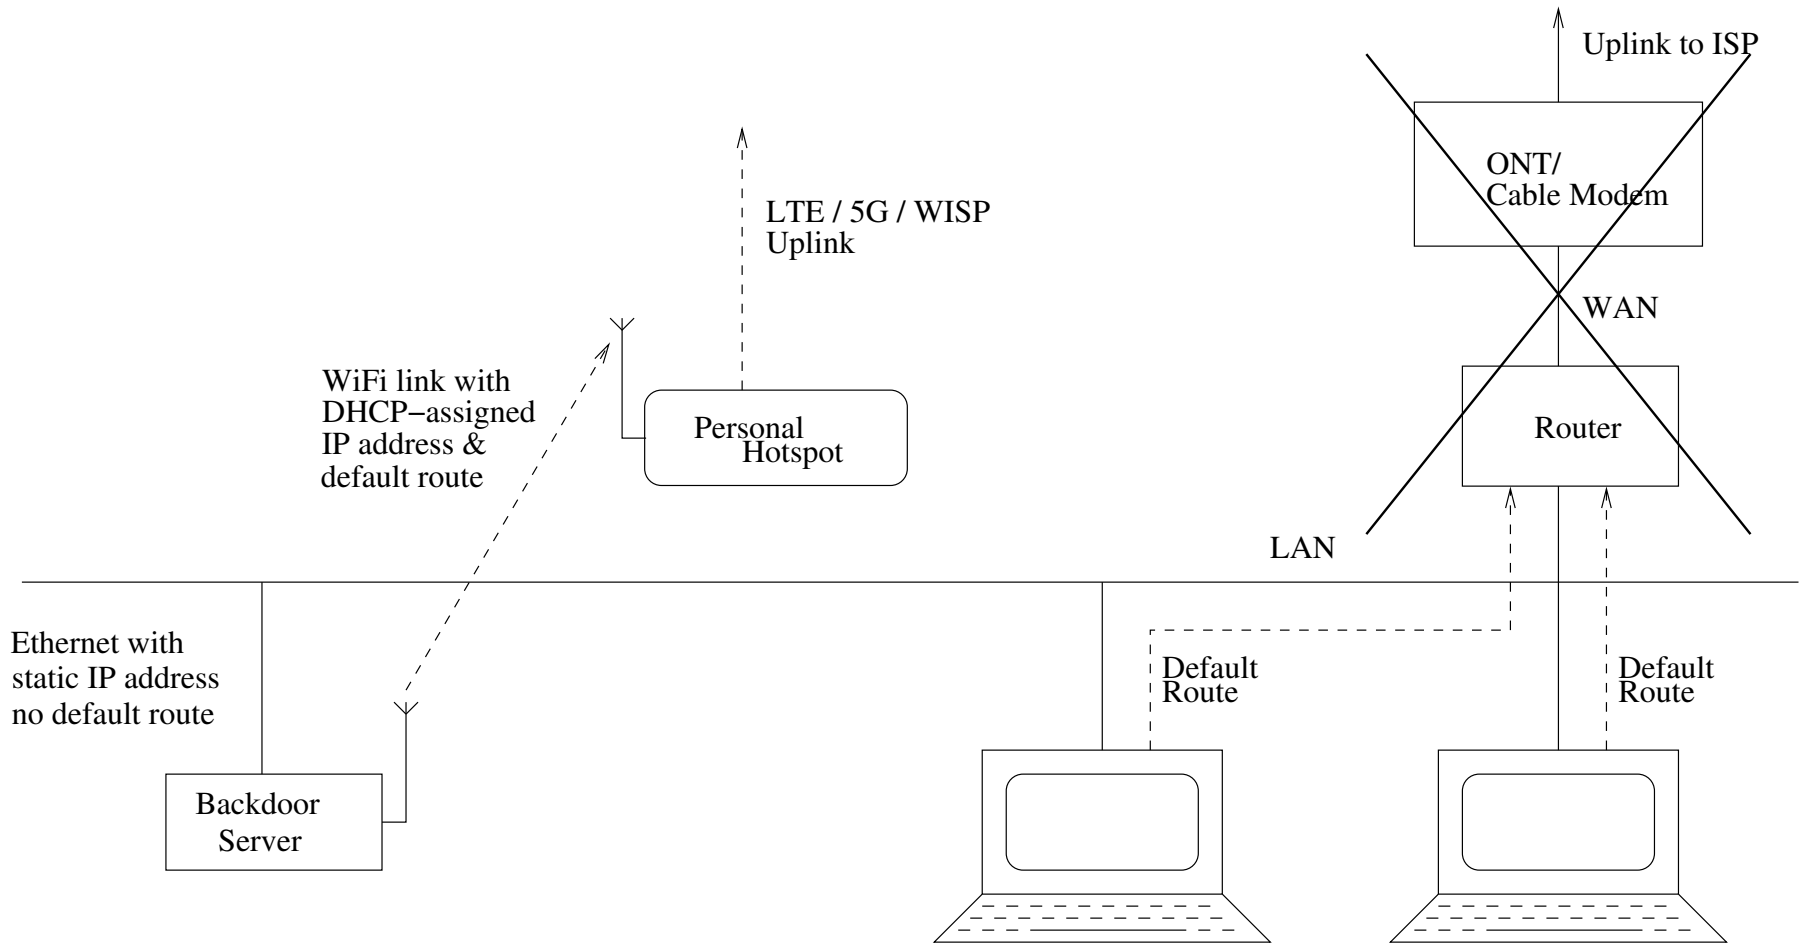 Uplink to ISP
ONT/
Cable Modem
LTE / 5G / WISP
Uplink
WAN
WiFi link with
DHCP−assigned
IP address &
default route
Personal
Hotspot
Router
LAN
Ethernet with
static IP address
no default route
Default
Route
Default
Route
Backdoor
Server